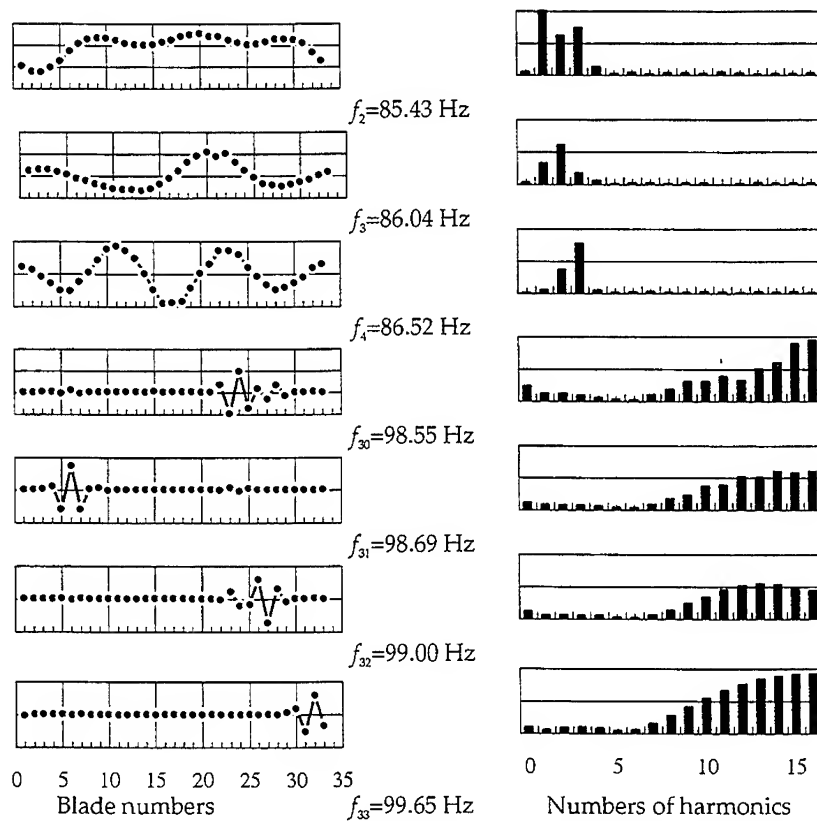 f2=85.43 Hz
f3=86.04 Hz
f4=86.52 Hz
f30=98.55 Hz
f31=98.69 Hz
f32=99.00 Hz
0 5 10 15 20 25 30 35
0 5 10 15
Blade numbers
f33=99.65 Hz
Numbers of harmonics